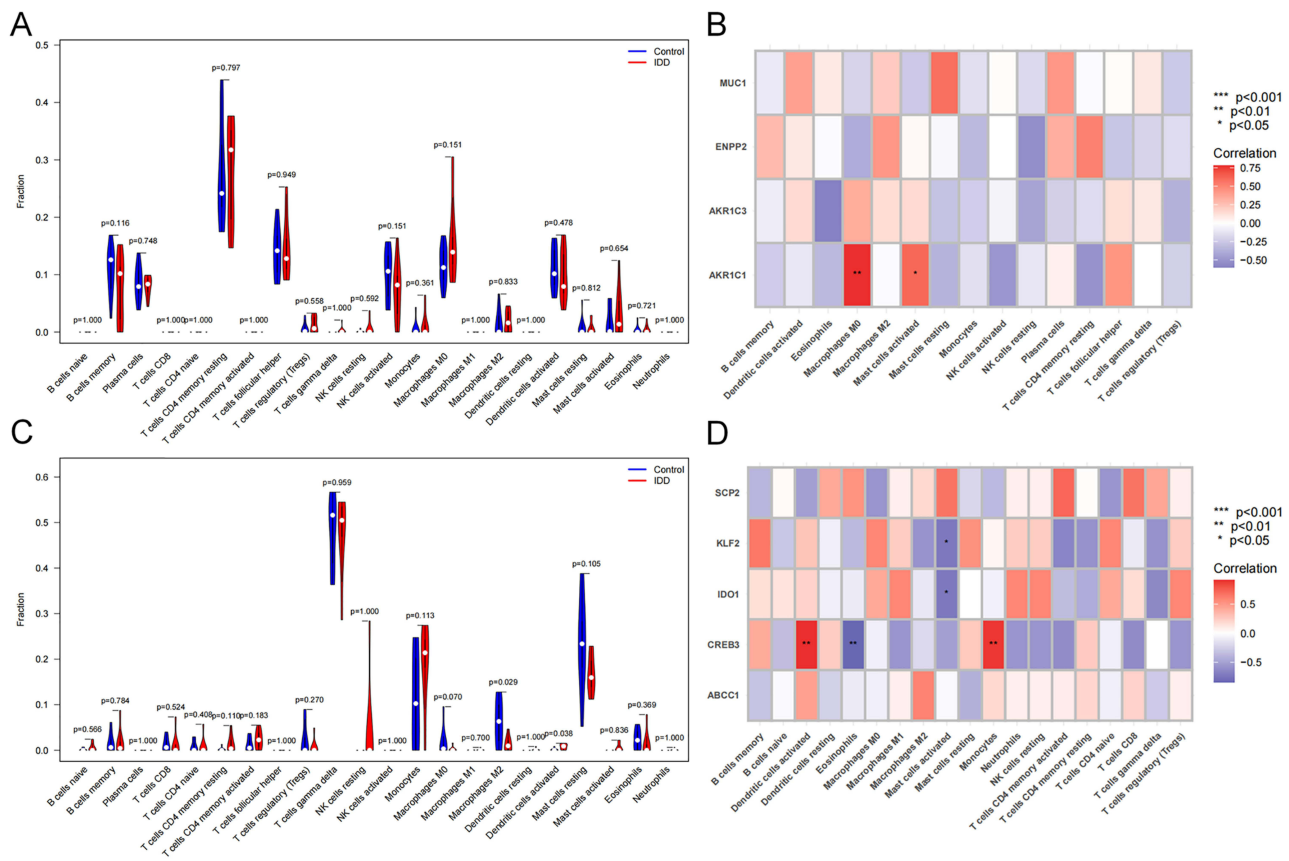 A
0.5
0.4
0.3
0.2
0.1
0.0
Fraction
Control
IDD
p=1.000
p=0.116
p=0.748
p=1.000
p=1.000
p=0.797
p=1.000
p=0.949
p=0.558
p=1.000
p=0.592
p=0.151
p=0.361
p=0.151
p=1.000
p=0.833
p=1.000
p=0.478
p=0.812
p=0.654
p=0.721
p=1.000
B cells naive
B cells memory
Plasma cells
T cells CD8
T cells CD4 naive
T cells CD4 memory resting
T cells CD4 memory activated
T cells follicular helper
T cells regulatory (Tregs)
T cells gamma delta
NK cells resting
NK cells activated
Monocytes
Macrophages M0
Macrophages M1
Macrophages M2
Dendritic cells resting
Dendritic cells activated
Mast cells resting
Mast cells activated
Eosinophils
Neutrophils
B
MUC1
ENPP2
AKR1C3
AKR1C1
**
*
B cells memory
Dendritic cells activated
Eosinophils
Macrophages M0
Macrophages M2
Mast cells activated
Mast cells resting
Monocytes
NK cells activated
NK cells resting
Plasma cells
T cells CD4 memory resting
T cells follicular helper
T cells gamma delta
T cells regulatory (Tregs)
*** p<0.001
** p<0.01
* p<0.05
Correlation
0.75
0.50
0.25
0.00
−0.25
−0.50
C
0.6
0.5
0.4
0.3
0.2
0.1
0.0
Fraction
Control
IDD
p=0.566
p=0.784
p=1.000
p=0.524
p=0.408
p=0.110
p=0.183
p=1.000
p=0.270
p=0.959
p=1.000
p=1.000
p=0.113
p=0.070
p=0.700
p=0.029
p=1.000
p=0.038
p=0.105
p=0.836
p=0.369
p=1.000
B cells naive
B cells memory
Plasma cells
T cells CD8
T cells CD4 naive
T cells CD4 memory resting
T cells CD4 memory activated
T cells follicular helper
T cells regulatory (Tregs)
T cells gamma delta
NK cells resting
NK cells activated
Monocytes
Macrophages M0
Macrophages M1
Macrophages M2
Dendritic cells resting
Dendritic cells activated
Mast cells resting
Mast cells activated
Eosinophils
Neutrophils
D
SCP2
KLF2
IDO1
CREB3
ABCC1
*
*
**
**
**
B cells memory
B cells naive
Dendritic cells activated
Dendritic cells resting
Eosinophils
Macrophages M0
Macrophages M1
Macrophages M2
Mast cells activated
Mast cells resting
Monocytes
Neutrophils
NK cells resting
T cells CD4 memory activated
T cells CD4 memory resting
T cells CD4 naive
T cells CD8
T cells gamma delta
T cells regulatory (Tregs)
*** p<0.001
** p<0.01
* p<0.05
Correlation
0.5
0.0
−0.5